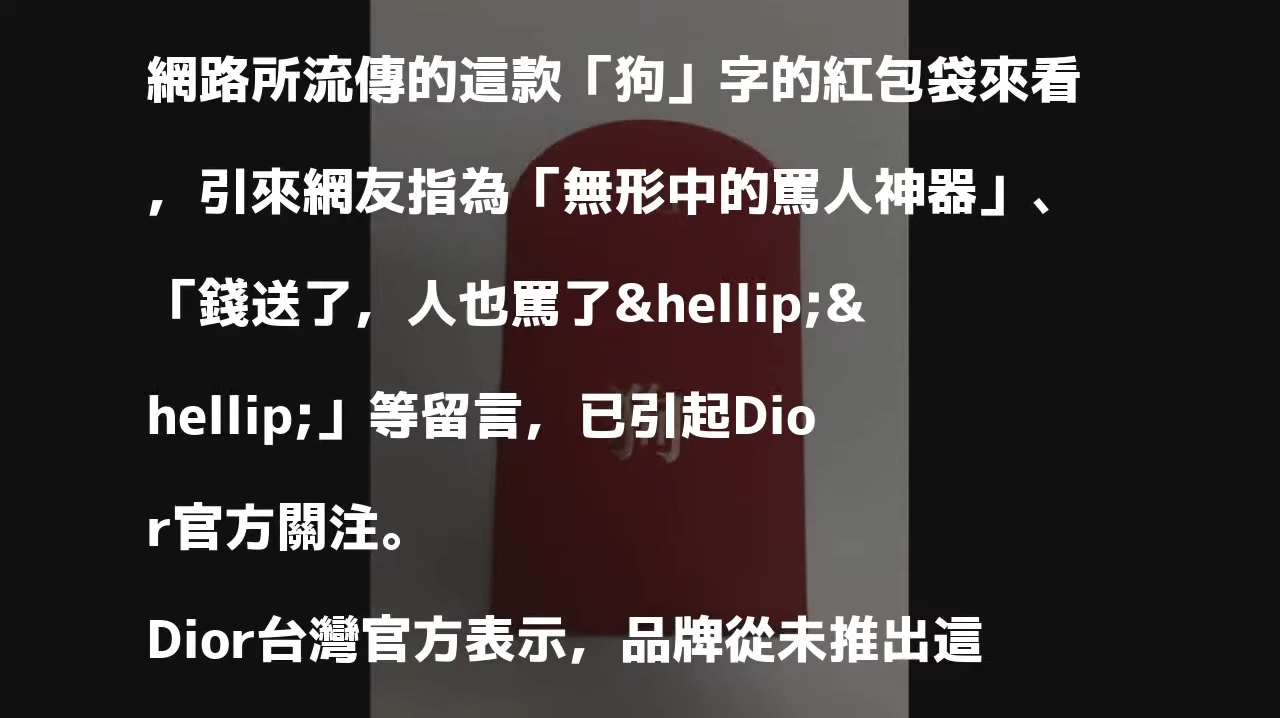 網路所流傳的這款「狗」字的紅包袋來看
，引來網友指為「無形中的罵人神器」、
「錢送了，人也罵了&hellip;&
hellip;」等留言，已引起Dio
r官方關注。
Dior台灣官方表示，品牌從未推出這
狗